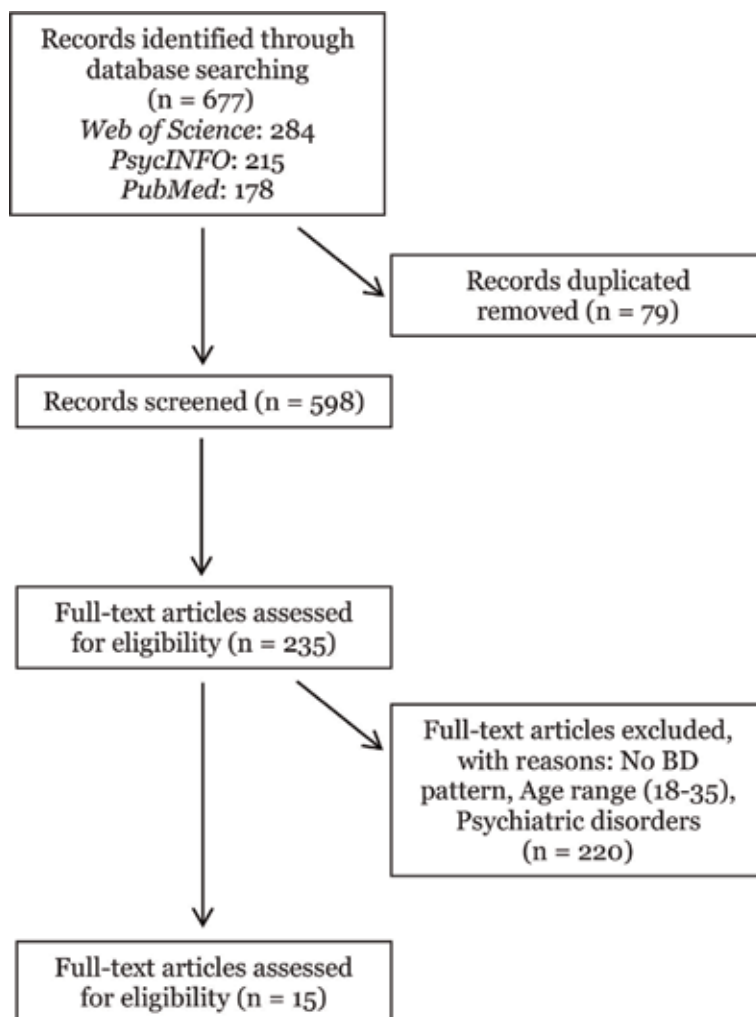 Records identified through
database searching
(n = 677)
Web of Science: 284
PsycINFO: 215
PubMed: 178
Records duplicated
removed (n = 79)
Records screened (n = 598)
Full-text articles assessed
for eligibility (n = 235)
Full-text articles excluded,
with reasons: No BD
pattern, Age range (18-35),
Psychiatric disorders
(n = 220)
Full-text articles assessed
for eligibility (n = 15)